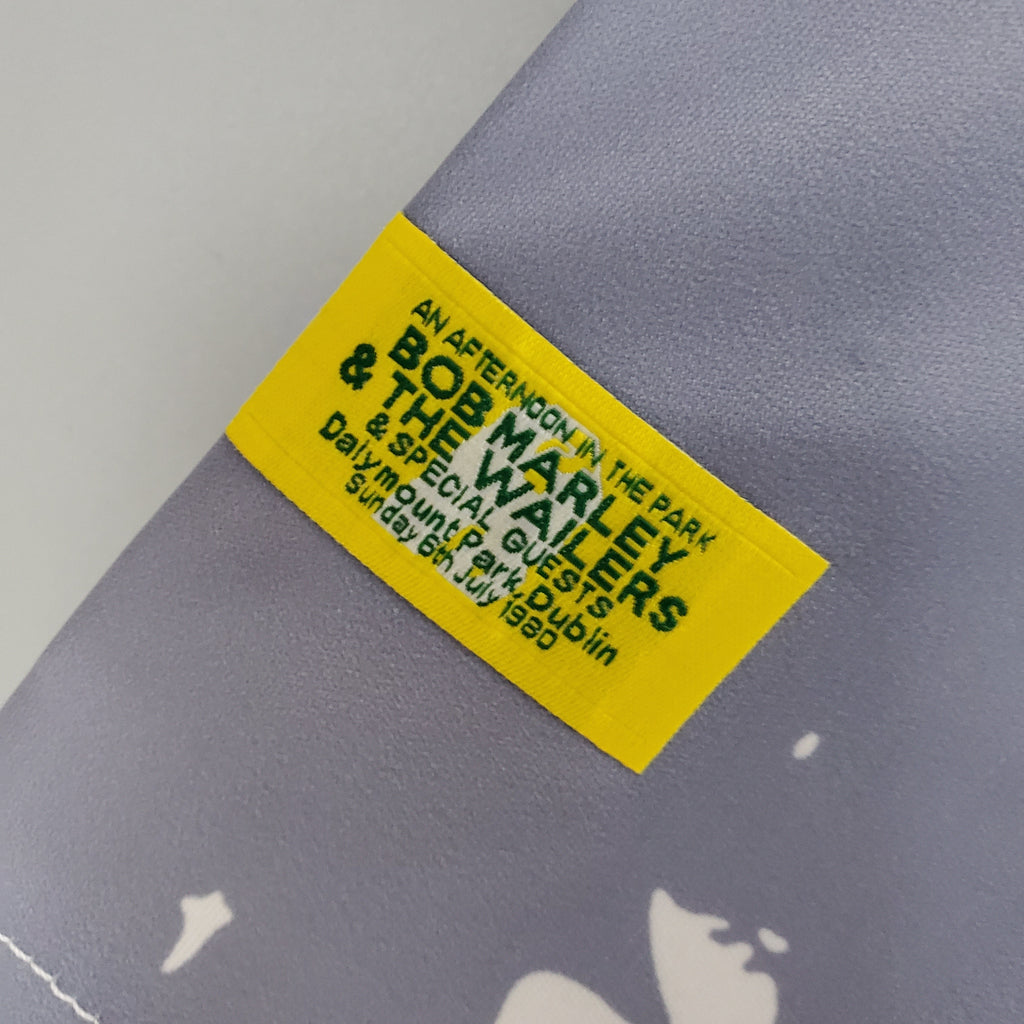 AN AFTERNOON IN THE PARK
BOB MARLEY
& THE WAILERS
& SPECIAL GUESTS
Dalymount Park, Dublin
Sunday 6th July 1980